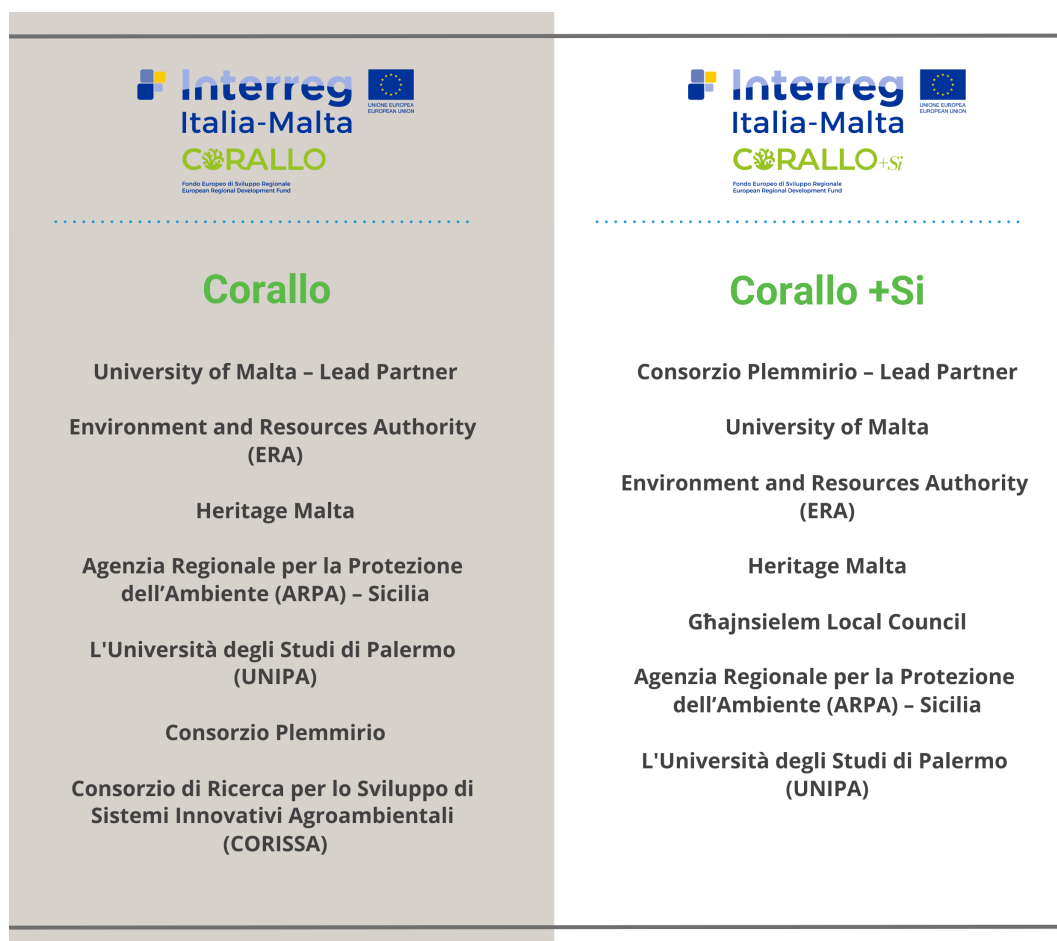 Interreg
UNIONE EUROPEA
EUROPEAN UNION
Italia-Malta
CORALLO
Fondo Europeo di Sviluppo Regionale
European Regional Development Fund
Corallo
University of Malta – Lead Partner
Environment and Resources Authority
(ERA)
Heritage Malta
Agenzia Regionale per la Protezione
dell’Ambiente (ARPA) – Sicilia
L'Università degli Studi di Palermo
(UNIPA)
Consorzio Plemmirio
Consorzio di Ricerca per lo Sviluppo di
Sistemi Innovativi Agroambientali
(CORISSA)
Interreg
UNIONE EUROPEA
EUROPEAN UNION
Italia-Malta
CORALLO+Si
Fondo Europeo di Sviluppo Regionale
European Regional Development Fund
Corallo +Si
Consorzio Plemmirio – Lead Partner
University of Malta
Environment and Resources Authority
(ERA)
Heritage Malta
Għajnsielem Local Council
Agenzia Regionale per la Protezione
dell’Ambiente (ARPA) – Sicilia
L'Università degli Studi di Palermo
(UNIPA)